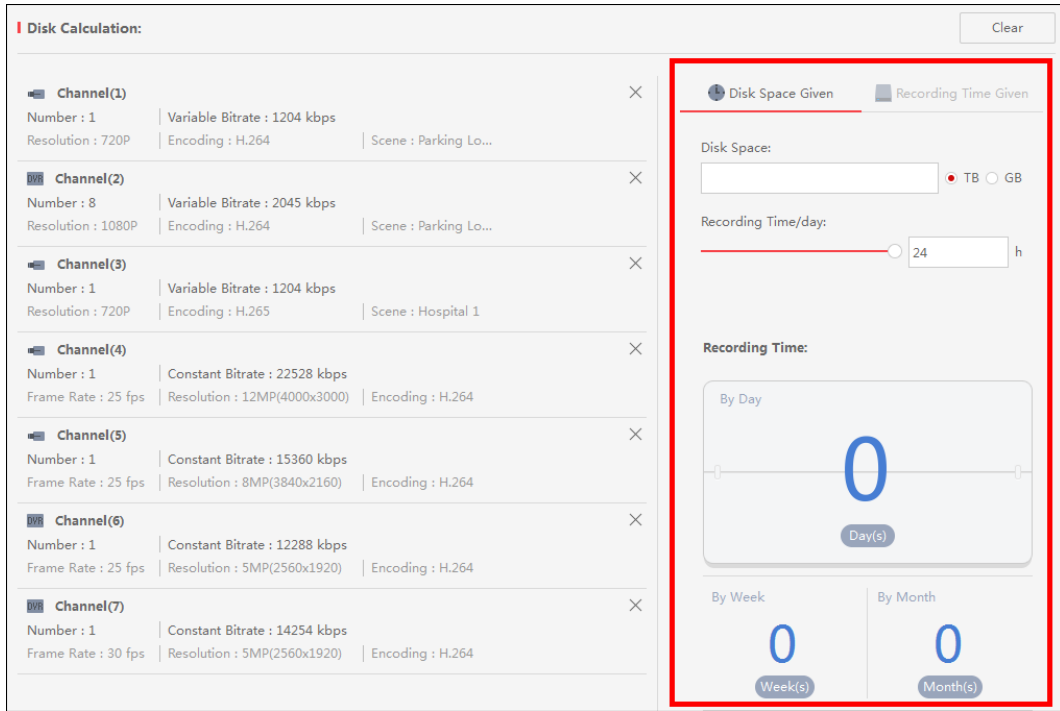 Disk Calculation:
Clear
Channel(1)
Number : 1 Variable Bitrate : 1204 kbps
Resolution : 720P Encoding : H.264 Scene : Parking Lo...
DVR Channel(2)
Number : 8 Variable Bitrate : 2045 kbps
Resolution : 1080P Encoding : H.264 Scene : Parking Lo...
Channel(3)
Number : 1 Variable Bitrate : 1204 kbps
Resolution : 720P Encoding : H.265 Scene : Hospital 1
Channel(4)
Number : 1 Constant Bitrate : 22528 kbps
Frame Rate : 25 fps Resolution : 12MP(4000x3000) Encoding : H.264
Channel(5)
Number : 1 Constant Bitrate : 15360 kbps
Frame Rate : 25 fps Resolution : 8MP(3840x2160) Encoding : H.264
DVR Channel(6)
Number : 1 Constant Bitrate : 12288 kbps
Frame Rate : 25 fps Resolution : 5MP(2560x1920) Encoding : H.264
DVR Channel(7)
Number : 1 Constant Bitrate : 14254 kbps
Frame Rate : 30 fps Resolution : 5MP(2560x1920) Encoding : H.264
Disk Space Given Recording Time Given
Disk Space:
TB GB
Recording Time/day:
24 h
Recording Time:
By Day
0
Day(s)
By Week By Month
0 0
Week(s) Month(s)